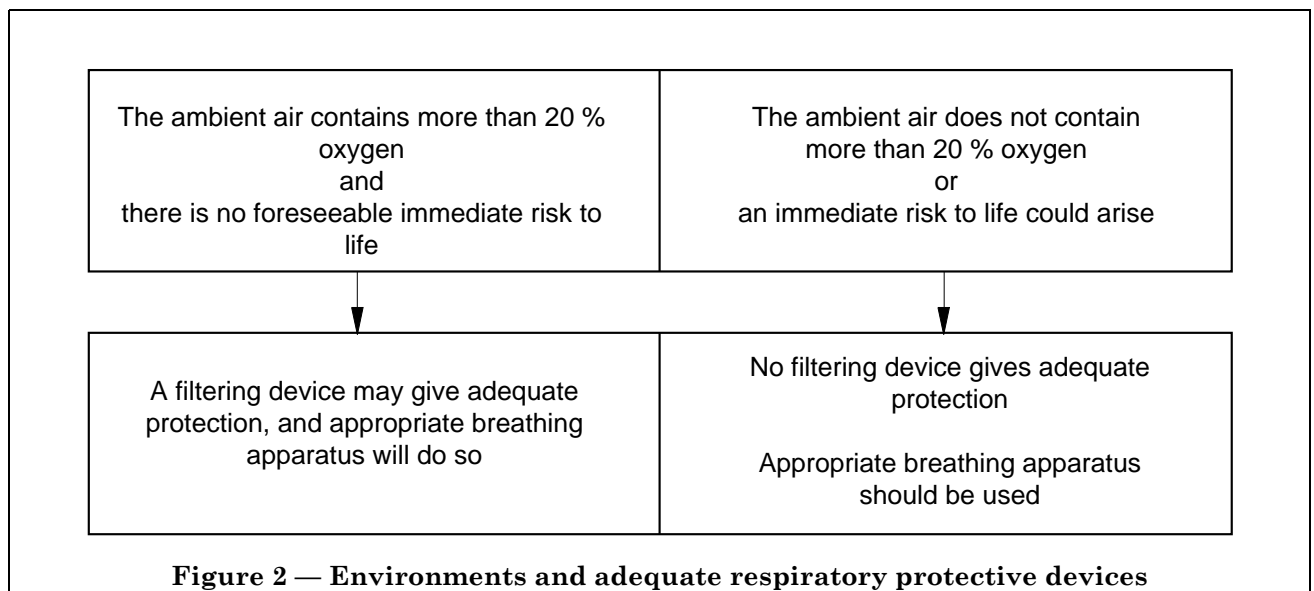 The ambient air contains more than 20 %
oxygen
and
there is no foreseeable immediate risk to
life
The ambient air does not contain
more than 20 % oxygen
or
an immediate risk to life could arise
A filtering device may give adequate
protection, and appropriate breathing
apparatus will do so
No filtering device gives adequate
protection
Appropriate breathing apparatus
should be used
Figure 2 — Environments and adequate respiratory protective devices